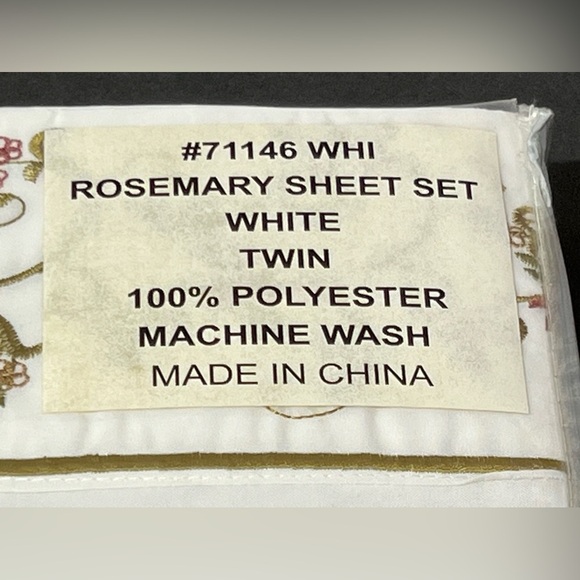 #71146 WHI
ROSEMARY SHEET SET
WHITE
TWIN
100% POLYESTER
MACHINE WASH
MADE IN CHINA